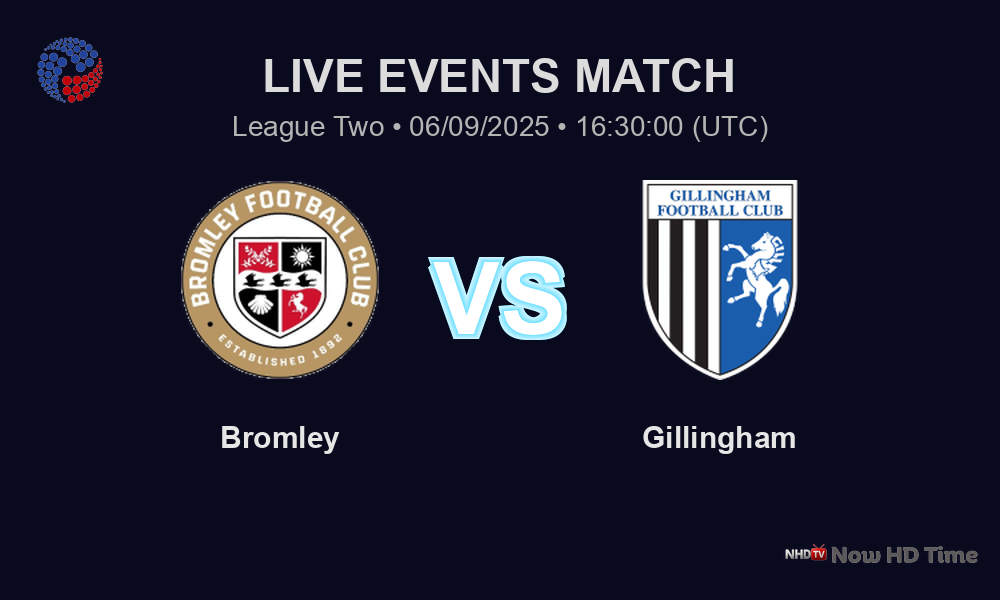 LIVE EVENTS MATCH
League Two • 06/09/2025 • 16:30:00 (UTC)
BROMLEY FOOTBALL CLUB
ESTABLISHED 1892
GILLINGHAM
FOOTBALL CLUB
VS
Bromley
Gillingham
NHDTV Now HD Time